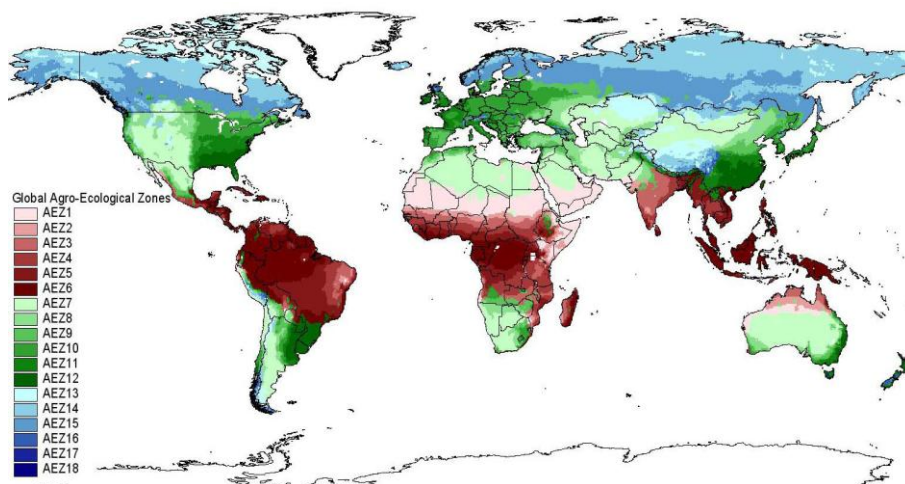 Global Agro-Ecological Zones
AEZ1
AEZ2
AEZ3
AEZ4
AEZ5
AEZ6
AEZ7
AEZ8
AEZ9
AEZ10
AEZ11
AEZ12
AEZ13
AEZ14
AEZ15
AEZ16
AEZ17
AEZ18